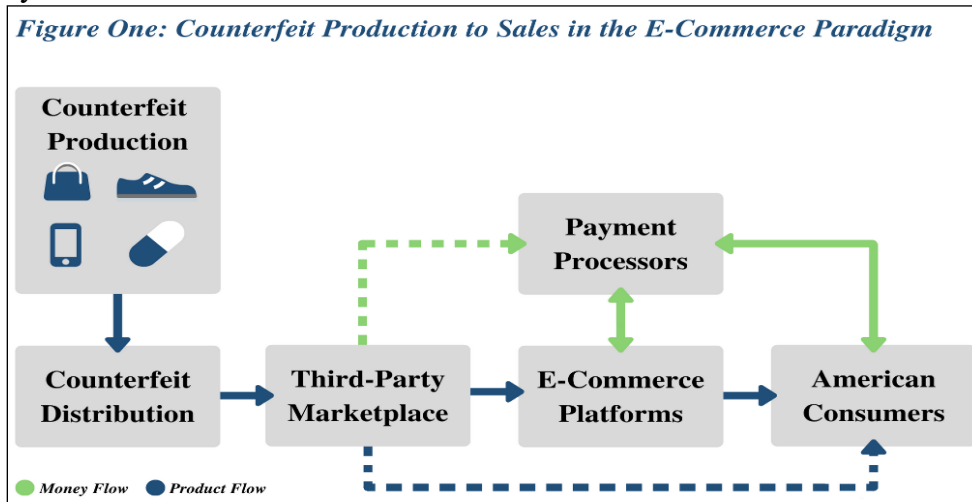 Figure One: Counterfeit Production to Sales in the E-Commerce Paradigm
Counterfeit
Production
Payment
Processors
Counterfeit
Distribution
Third-Party
Marketplace
E-Commerce
Platforms
American
Consumers
Money Flow
Product Flow